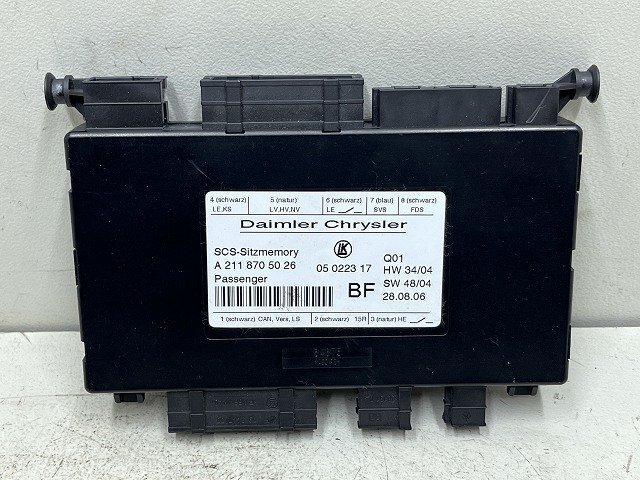 4 (schwarz) 5 (natur) 6 (schwarz) 7 (blau) 8 (schwarz)
LE,KS LV,HV,NV LE SVS FDS
Daimler Chrysler
SCS-Sitzmemory LK Q01
A 211 870 50 26 05 0223 17 HW 34/04
Passenger BF SW 48/04
28.08.06
1 (schwarz) CAN, Vers, LS 2 (schwarz) 15R 3 (natur) HE